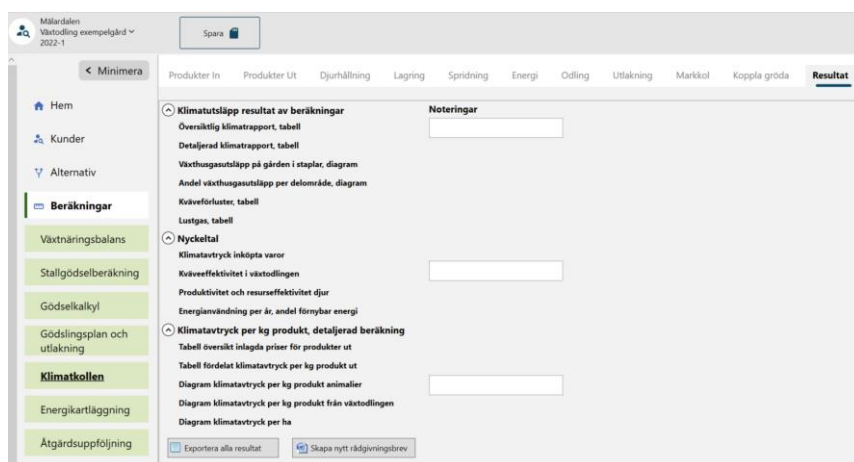 Mälardalen
Växtodling exempelgård
2022-1
Spara
Minimera
Hem
Kunder
Alternativ
Beräkningar
Växtnäringsbalans
Stallgödselberäkning
Gödselkalkyl
Gödslingsplan och
utlakning
Klimatkollen
Energikartläggning
Åtgärdsuppföljning
Produkter In Produkter Ut Djurhållning Lagring Spridning Energi Odling Utlakning Markkol Koppla gröda Resultat
Klimatutsläpp resultat av beräkningar Noteringar
Översiktlig klimatrapport, tabell
Detaljerad klimatrapport, tabell
Växthusgasutsläpp på gården i staplar, diagram
Andel växthusgasutsläpp per delområde, diagram
Kväveförluster, tabell
Lustgas, tabell
Nyckeltal
Klimatavtryck inköpta varor
Kväveeffektivitet i växtodlingen
Produktivitet och resurseffektivitet djur
Energianvändning per år, andel förnybar energi
Klimatavtryck per kg produkt, detaljerad beräkning
Tabell översikt inlagda priser för produkter ut
Tabell fördelat klimatavtryck per kg produkt ut
Diagram klimatavtryck per kg produkt animalier
Diagram klimatavtryck per kg produkt från växtodlingen
Diagram klimatavtryck per ha
Exportera alla resultat Skapa nytt rådgivningsbrev